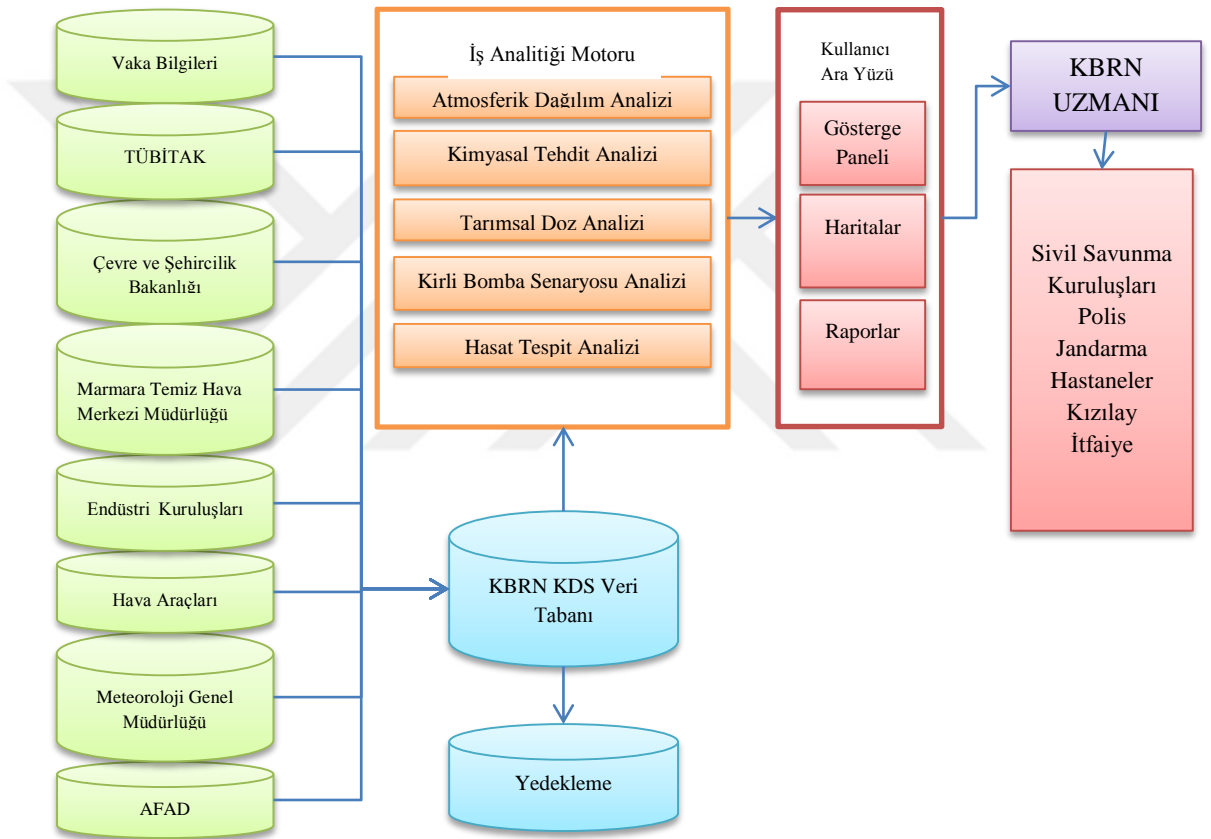 Vaka Bilgileri
TÜBİTAK
Çevre ve Şehircilik
Bakanlığı
Marmara Temiz Hava
Merkezi Müdürlüğü
Endüstri Kuruluşları
Hava Araçları
Meteoroloji Genel
Müdürlüğü
AFAD
İş Analitiği Motoru
Atmosferik Dağılım Analizi
Kimyasal Tehdit Analizi
Tarımsal Doz Analizi
Kirli Bomba Senaryosu Analizi
Hasat Tespit Analizi
KBRN KDS Veri
Tabanı
Yedekleme
Kullanıcı
Ara Yüzü
Gösterge
Paneli
Haritalar
Raporlar
KBRN
UZMANI
Sivil Savunma
Kuruluşları
Polis
Jandarma
Hastaneler
Kızılay
İtfaiye